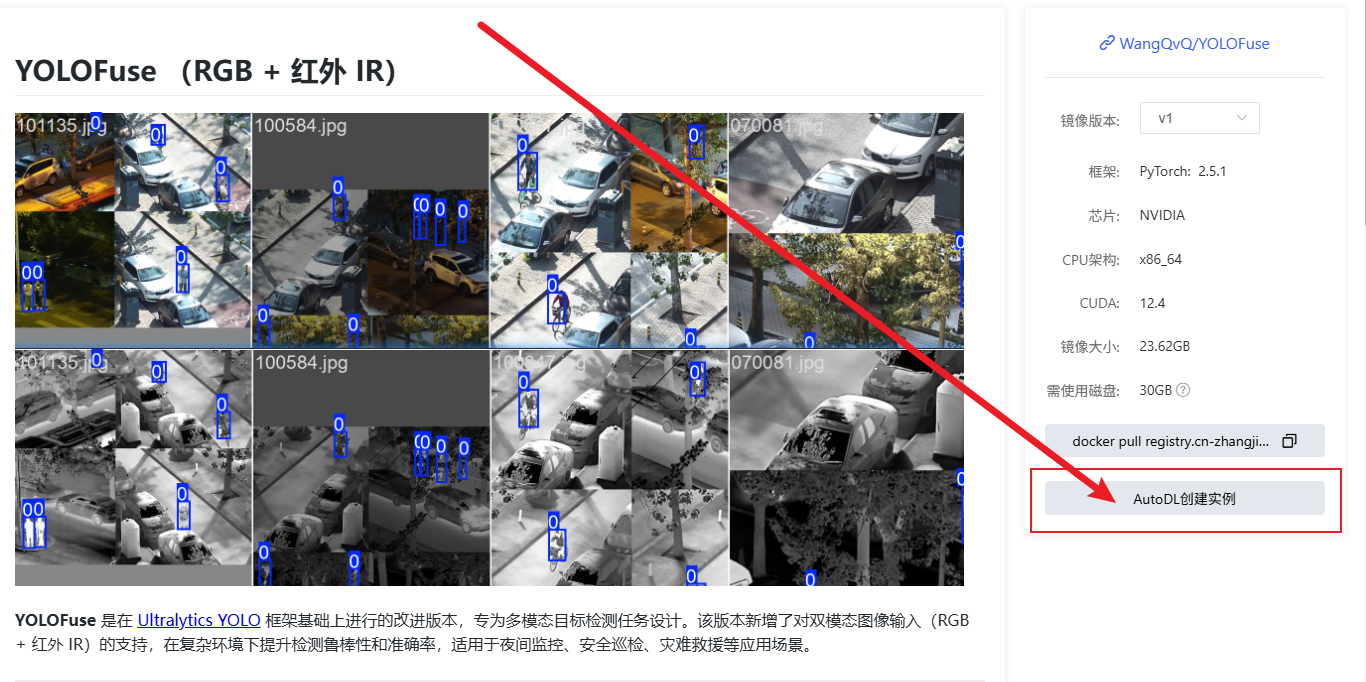 YOLOFuse （RGB + 红外 IR）
101135.jpg
0
0
0
100584.jpg
0
0
0
0
0
070081.jpg
0
00
0
0
0
0
0
0
0
101135.jpg
0
0
0
100584.jpg
0
0
0
0
0
0
070081.jpg
0
00
0
0
0
0
0
0
YOLOFuse 是在 Ultralytics YOLO 框架基础上进行的改进版本，专为多模态目标检测任务设计。该版本新增了对双模态图像输入（RGB
+ 红外 IR）的支持，在复杂环境下提升检测鲁棒性和准确率，适用于夜间监控、安全巡检、灾难救援等应用场景。
WangQvQ/YOLOFuse
镜像版本: v1
框架: PyTorch: 2.5.1
芯片: NVIDIA
CPU架构: x86_64
CUDA: 12.4
镜像大小: 23.62GB
需使用磁盘: 30GB ?
docker pull registry.cn-zhangji...
AutoDL创建实例